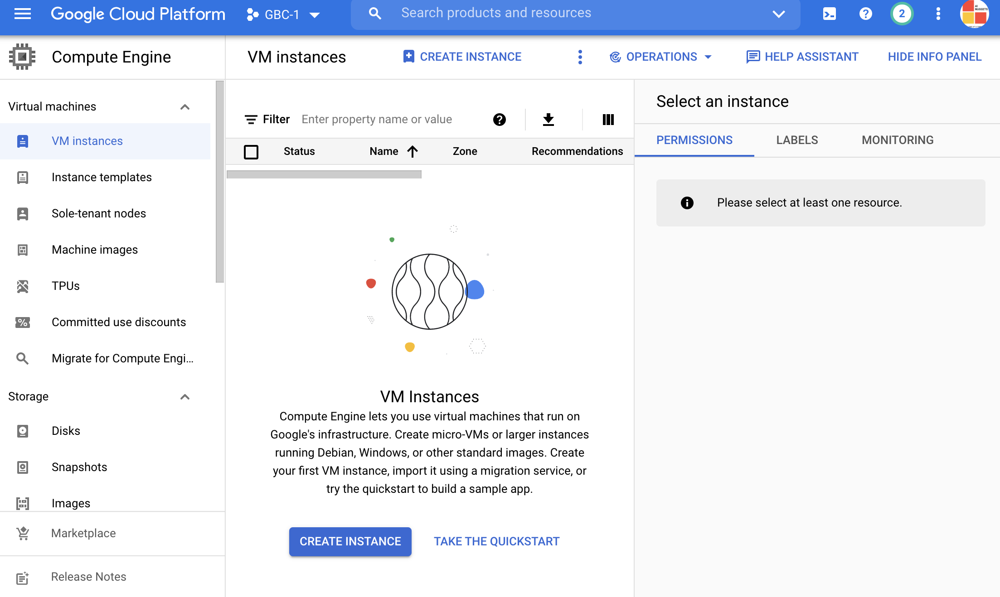 Google Cloud Platform
GBC-1
Search products and resources
2
AI
NUGGETS
Compute Engine
VM instances
CREATE INSTANCE
OPERATIONS
HELP ASSISTANT
HIDE INFO PANEL
Virtual machines
VM instances
Instance templates
Sole-tenant nodes
Machine images
TPUs
Committed use discounts
Migrate for Compute Engi...
Storage
Disks
Snapshots
Images
Marketplace
Release Notes
Filter Enter property name or value
Status Name Zone Recommendations
VM Instances
Compute Engine lets you use virtual machines that run on
Google's infrastructure. Create micro-VMs or larger instances
running Debian, Windows, or other standard images. Create
your first VM instance, import it using a migration service, or
try the quickstart to build a sample app.
CREATE INSTANCE
TAKE THE QUICKSTART
Select an instance
PERMISSIONS LABELS MONITORING
Please select at least one resource.